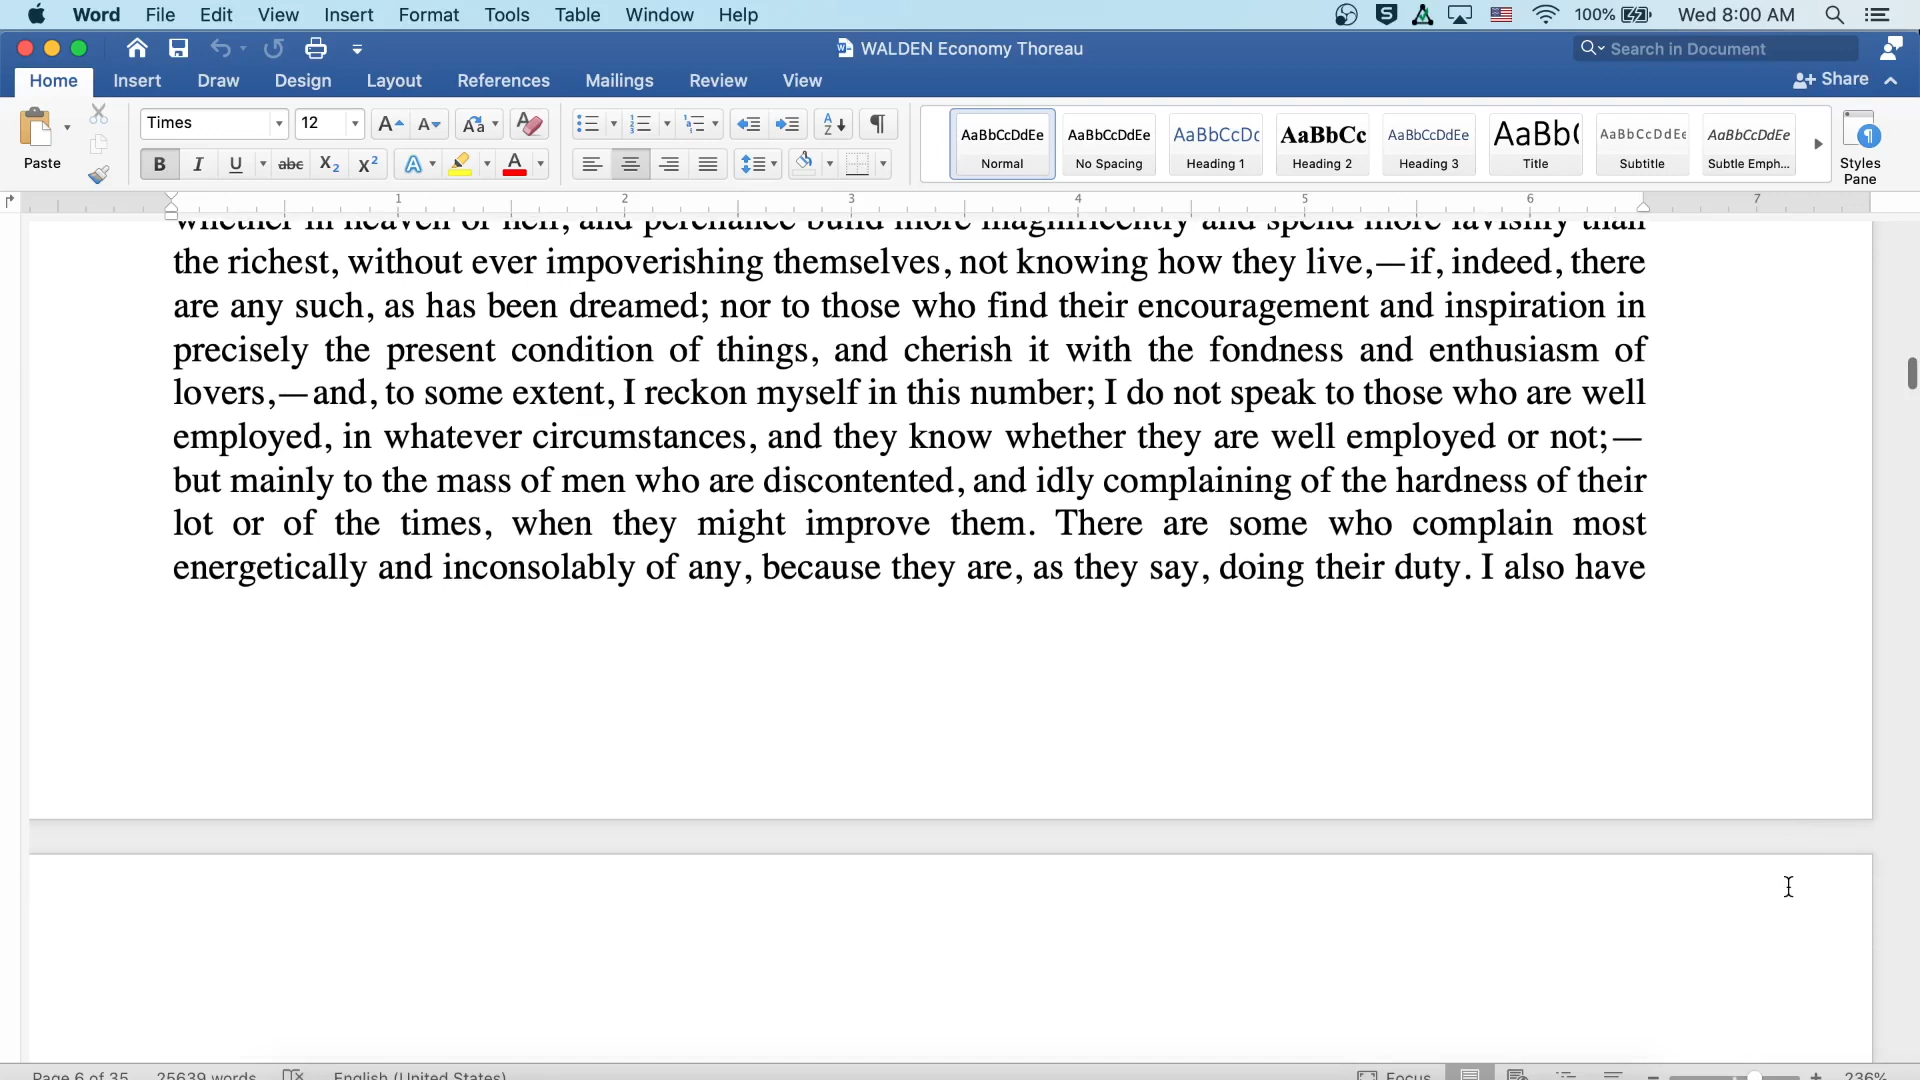 Word File Edit View Insert Format Tools Table Window Help 100% Wed 8:00 AM
WALDEN Economy Thoreau
Search in Document
Home Insert Draw Design Layout References Mailings Review View
Share
Paste
Times
12
B I U abc X2 X2 A A
AaBbCcDdEe Normal
AaBbCcDdEe No Spacing
AaBbCcDc Heading 1
AaBbCc Heading 2
AaBbCcDdEe Heading 3
AaBb( Title
AaBbCcDdEe Subtitle
AaBbCcDdEe Subtle Emph...
Styles Pane
1 2 3 4 5 6 7
whether in heaven or hell, and perchance build more magnificently and spend more lavishly than
the richest, without ever impoverishing themselves, not knowing how they live,—if, indeed, there
are any such, as has been dreamed; nor to those who find their encouragement and inspiration in
precisely the present condition of things, and cherish it with the fondness and enthusiasm of
lovers,—and, to some extent, I reckon myself in this number; I do not speak to those who are well
employed, in whatever circumstances, and they know whether they are well employed or not;—
but mainly to the mass of men who are discontented, and idly complaining of the hardness of their
lot or of the times, when they might improve them. There are some who complain most
energetically and inconsolably of any, because they are, as they say, doing their duty. I also have
Page 6 of 35 25639 words English (United States) Focus 236%